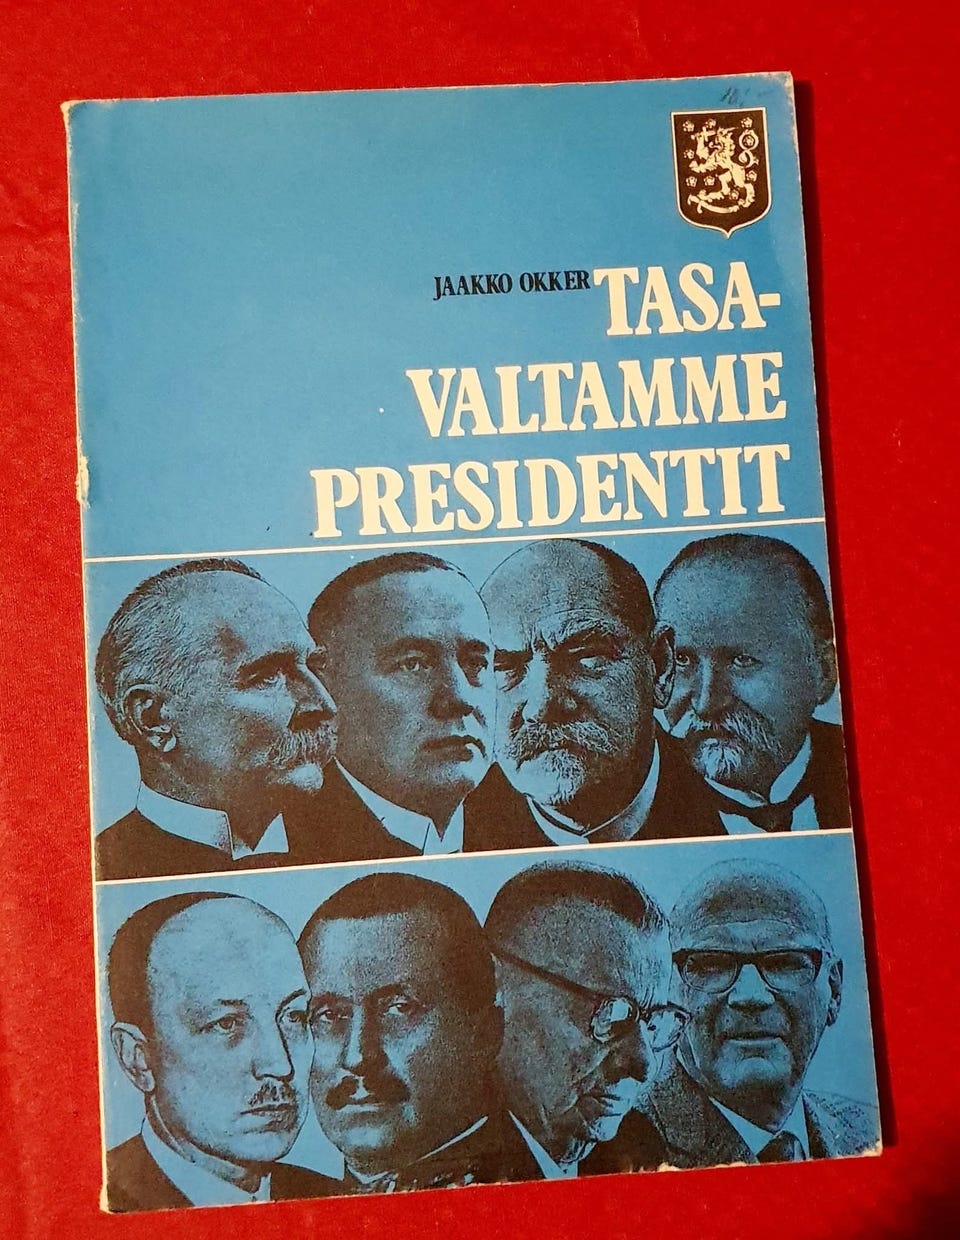 JAAKKO OKKER TASA-
VALTAMME
PRESIDENTIT